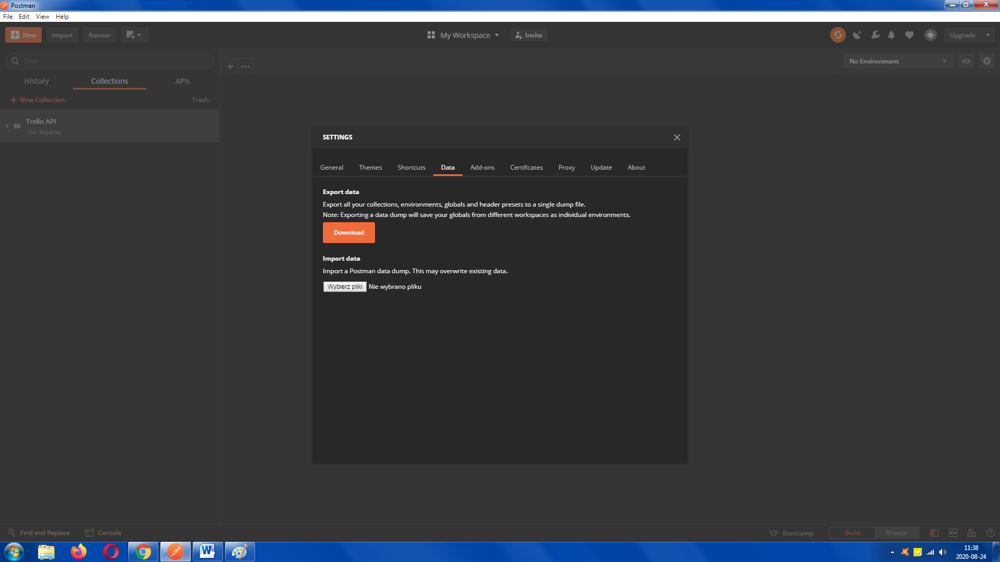 Postman
File Edit View Help
New Import Runner My Workspace Invite Upgrade
Filter
No Environment
History Collections APIs
New Collection Trash
Trello API
154 requests
SETTINGS
General Themes Shortcuts Data Add-ons Certificates Proxy Update About
Export data
Export all your collections, environments, globals and header presets to a single dump file.
Note: Exporting a data dump will save your globals from different workspaces as individual environments.
Download
Import data
Import a Postman data dump. This may overwrite existing data.
Wybierz pliki Nie wybrano pliku
Find and Replace Console Bootcamp Build Browse
11:38
2020-08-24